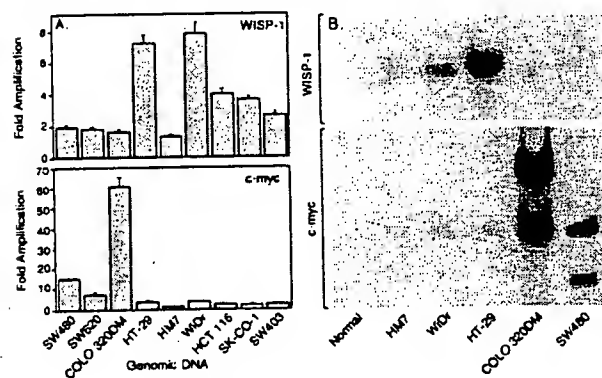 A.
WISP-1
Fold Amplification
8
6
4
2
0
c-myc
Fold Amplification
70
60
50
40
30
20
10
0
SW480
SW620
COLO 320DM
HT-29
HM7
WiDr
HCT 116
SK-CO-1
SW403
Genomic DNA
B.
WISP-1
c-myc
Normal
HM7
WiDr
HT-29
COLO 320DM
SW480